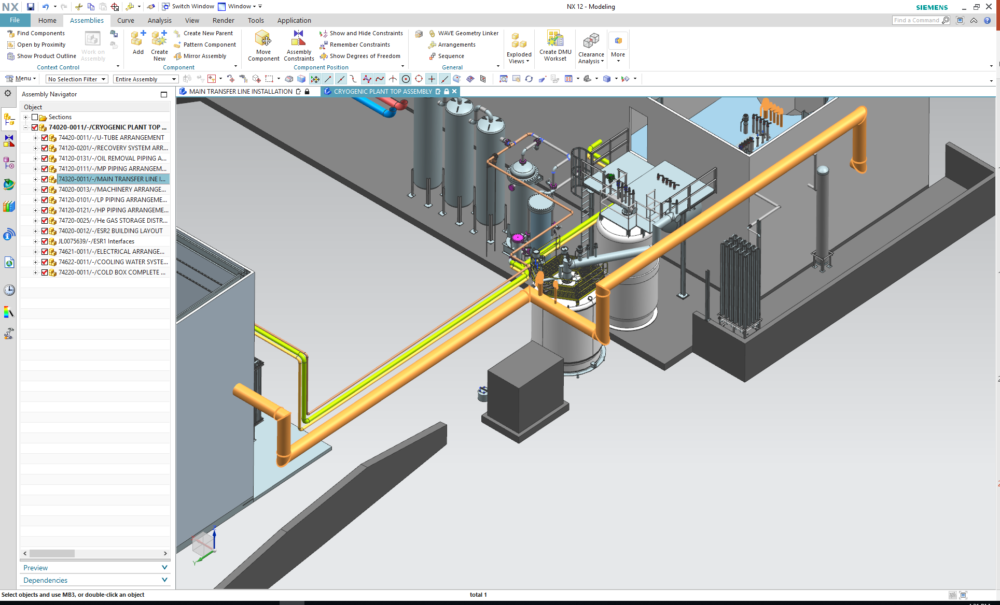 NX Switch Window Window NX 12 - Modeling SIEMENS
File Home Assemblies Curve Analysis View Render Tools Application Find a Command
Find Components
Open by Proximity
Show Product Outline
Work on
Assembly
Context Control
Add
Create
New
Create New Parent
Pattern Component
Mirror Assembly
Component
Move
Component
Assembly
Constraints
Show and Hide Constraints
Remember Constraints
Show Degrees of Freedom
Component Position
WAVE Geometry Linker
Arrangements
Sequence
General
Exploded
Views
Create DMU
Workset
Clearance
Analysis
More
Menu No Selection Filter Entire Assembly
Assembly Navigator
MAIN TRANSFER LINE INSTALLATION CRYOGENIC PLANT TOP ASSEMBLY
Object
Sections
74020-0011/-/CRYOGENIC PLANT TOP ...
74420-0011/-/U-TUBE ARRANGEMENT
74120-0201/-/RECOVERY SYSTEM ARR...
74120-0131/-/OIL REMOVAL PIPING A...
74120-0111/-/MP PIPING ARRANGEM...
74320-0011/-/MAIN TRANSFER LINE I...
74020-0013/-/MACHINERY ARRANGE...
74120-0101/-/LP PIPING ARRANGEME...
74120-0121/-/HP PIPING ARRANGEME...
74720-0025/-/He GAS STORAGE DISTR...
74020-0012/-/ESR2 BUILDING LAYOUT
JL0075639/-/ESR1 Interfaces
74621-0011/-/ELECTRICAL ARRANGE...
74622-0011/-/COOLING WATER SYSTE...
74220-0011/-/COLD BOX COMPLETE ...
Z
Y
Preview
Dependencies
Select objects and use MB3, or double-click an object total 1